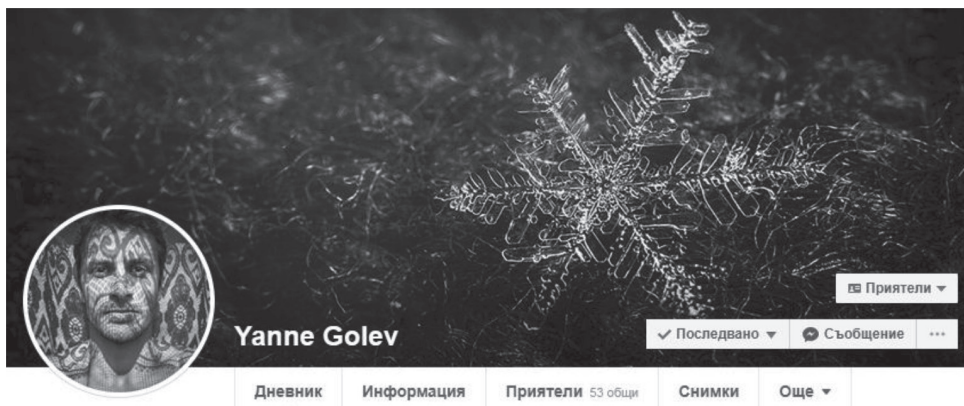 Приятели
Yanne Golev
Последвано Съобщение ...
Дневник Информация Приятели 53 общи Снимки Още